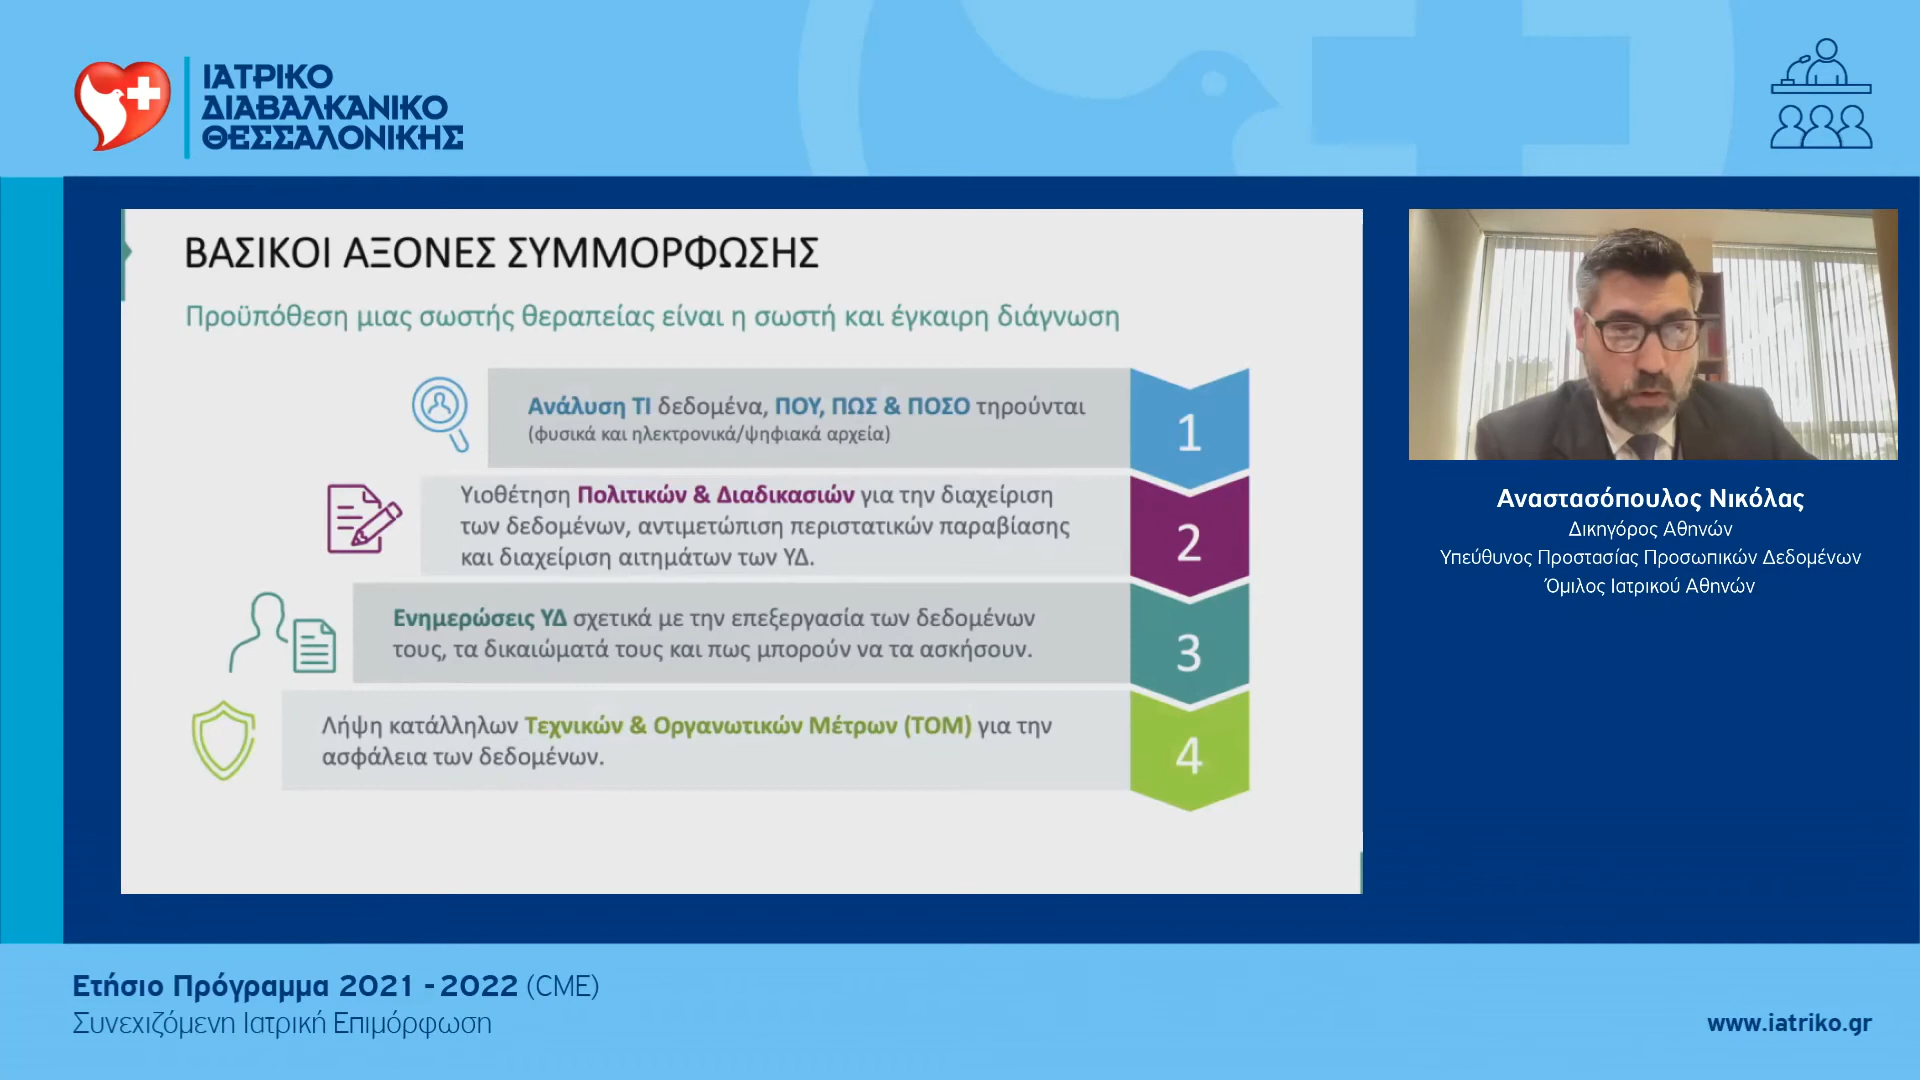 ΙΑΤΡΙΚΟ
ΔΙΑΒΑΛΚΑΝΙΚΟ
ΘΕΣΣΑΛΟΝΙΚΗΣ
ΒΑΣΙΚΟΙ ΑΞΟΝΕΣ ΣΥΜΜΟΡΦΩΣΗΣ
Προϋπόθεση μιας σωστής θεραπείας είναι η σωστή και έγκαιρη διάγνωση
Ανάλυση ΤΙ δεδομένα, ΠΟΥ, ΠΩΣ & ΠΟΣΟ τηρούνται
(φυσικά και ηλεκτρονικά/ψηφιακά αρχεία)
1
Υιοθέτηση Πολιτικών & Διαδικασιών για την διαχείριση
των δεδομένων, αντιμετώπιση περιστατικών παραβίασης
και διαχείριση αιτημάτων των ΥΔ.
2
Ενημερώσεις ΥΔ σχετικά με την επεξεργασία των δεδομένων
τους, τα δικαιώματά τους και πως μπορούν να τα ασκήσουν.
3
Λήψη κατάλληλων Τεχνικών & Οργανωτικών Μέτρων (ΤΟΜ) για την
ασφάλεια των δεδομένων.
4
Αναστασόπουλος Νικόλας
Δικηγόρος Αθηνών
Υπεύθυνος Προστασίας Προσωπικών Δεδομένων
Όμιλος Ιατρικού Αθηνών
Ετήσιο Πρόγραμμα 2021 - 2022 (CME)
Συνεχιζόμενη Ιατρική Επιμόρφωση
www.iatriko.gr